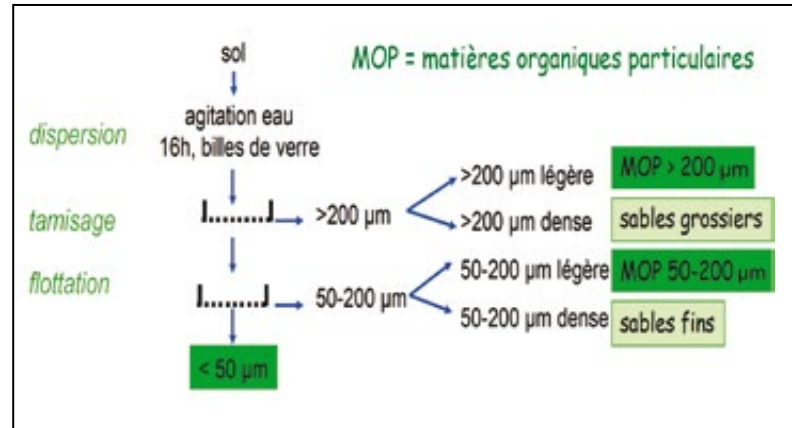 sol
MOP = matières organiques particulaires
dispersion
agitation eau
16h, billes de verre
tamisage
>200 µm
>200 µm légère
MOP > 200 µm
>200 µm dense
sables grossiers
flottation
50-200 µm
50-200 µm légère
MOP 50-200 µm
50-200 µm dense
sables fins
< 50 µm